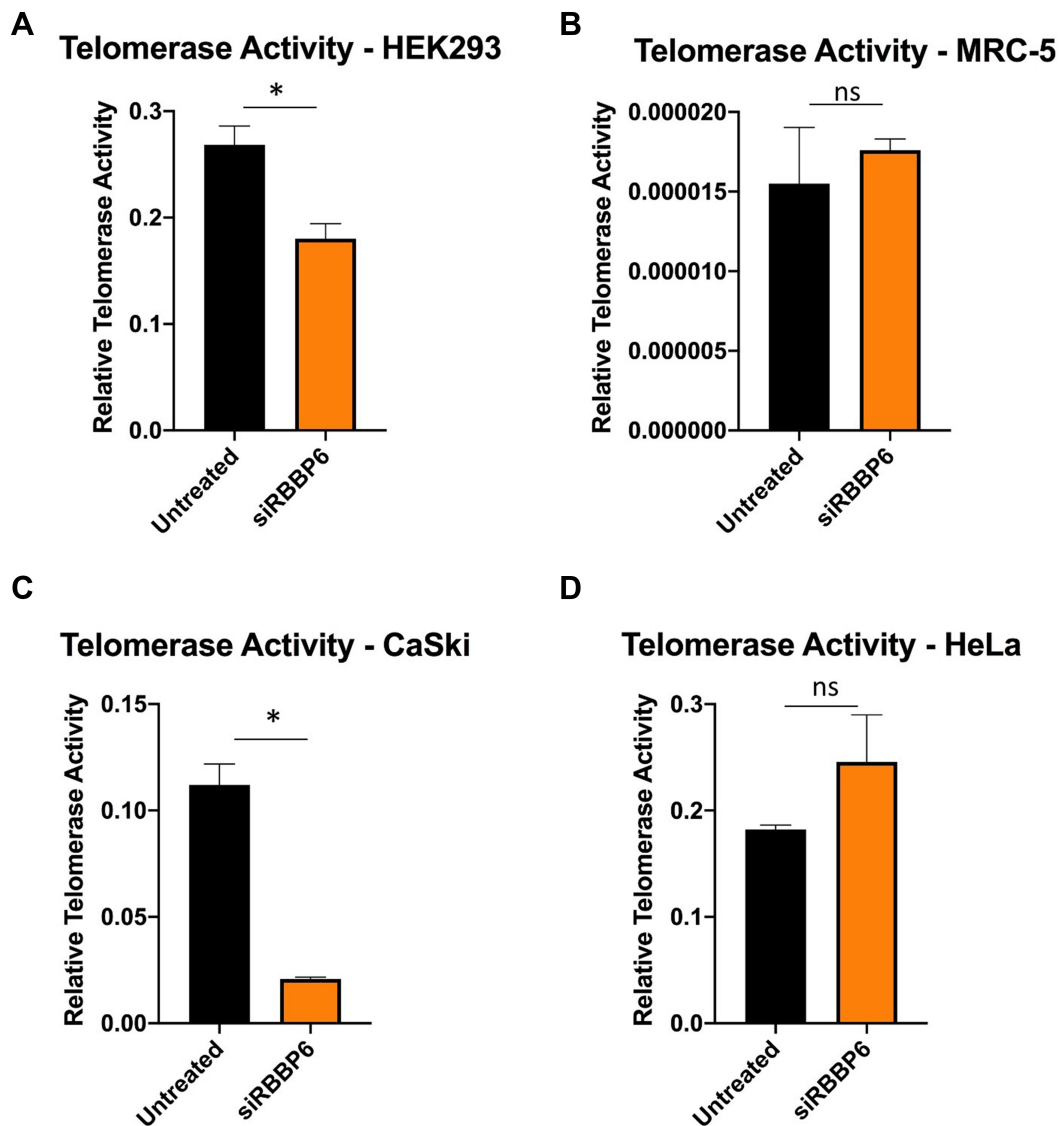 A
Telomerase Activity - HEK293
*
Relative Telomerase Activity
0.3
0.2
0.1
0.0
Untreated
siRBBP6
B
Telomerase Activity - MRC-5
ns
Relative Telomerase Activity
0.000020
0.000015
0.000010
0.000005
0.000000
Untreated
siRBBP6
C
Telomerase Activity - CaSki
*
Relative Telomerase Activity
0.15
0.10
0.05
0.00
Untreated
siRBBP6
D
Telomerase Activity - HeLa
ns
Relative Telomerase Activity
0.3
0.2
0.1
0.0
Untreated
siRBBP6